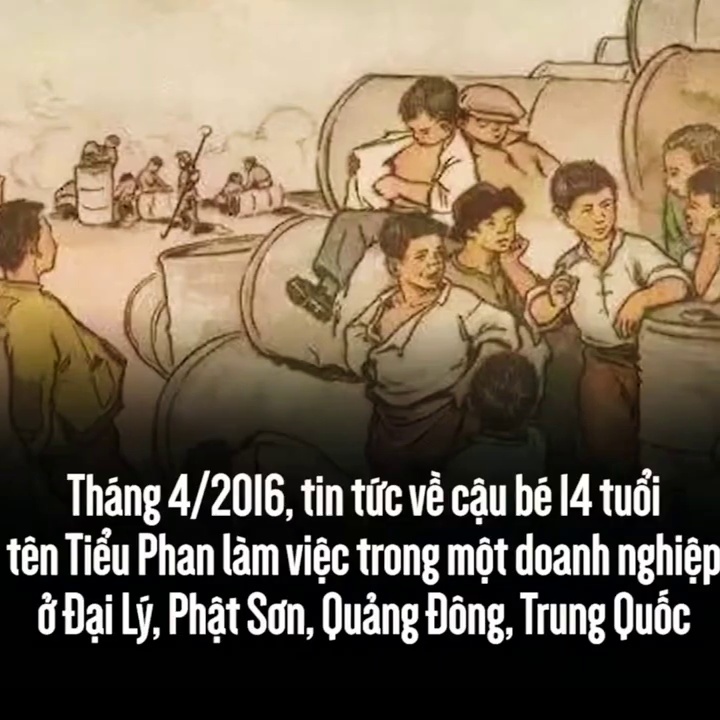 Tháng 4/2016, tin tức về cậu bé 14 tuổi
tên Tiểu Phan làm việc trong một doanh nghiệp
ở Đại Lý, Phật Sơn, Quảng Đông, Trung Quốc